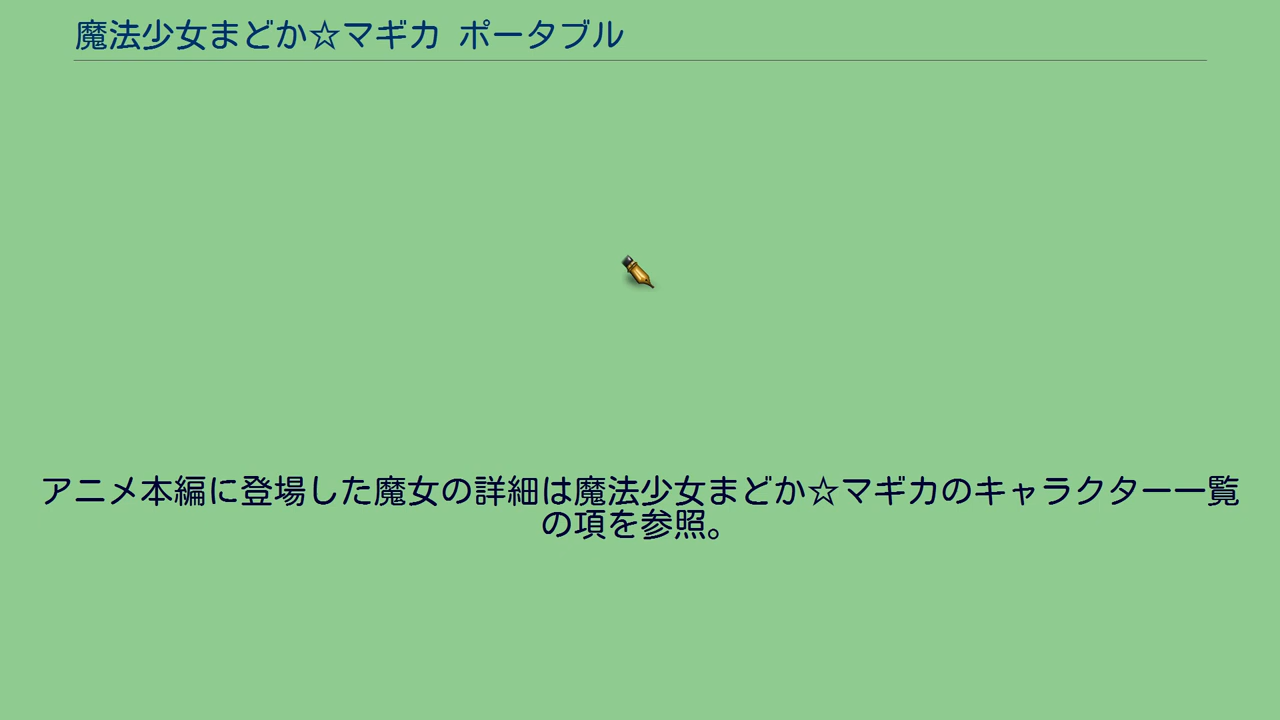 魔法少女まどか☆マギカ ポータブル
アニメ本編に登場した魔女の詳細は魔法少女まどか☆マギカのキャラクター一覧
の項を参照。